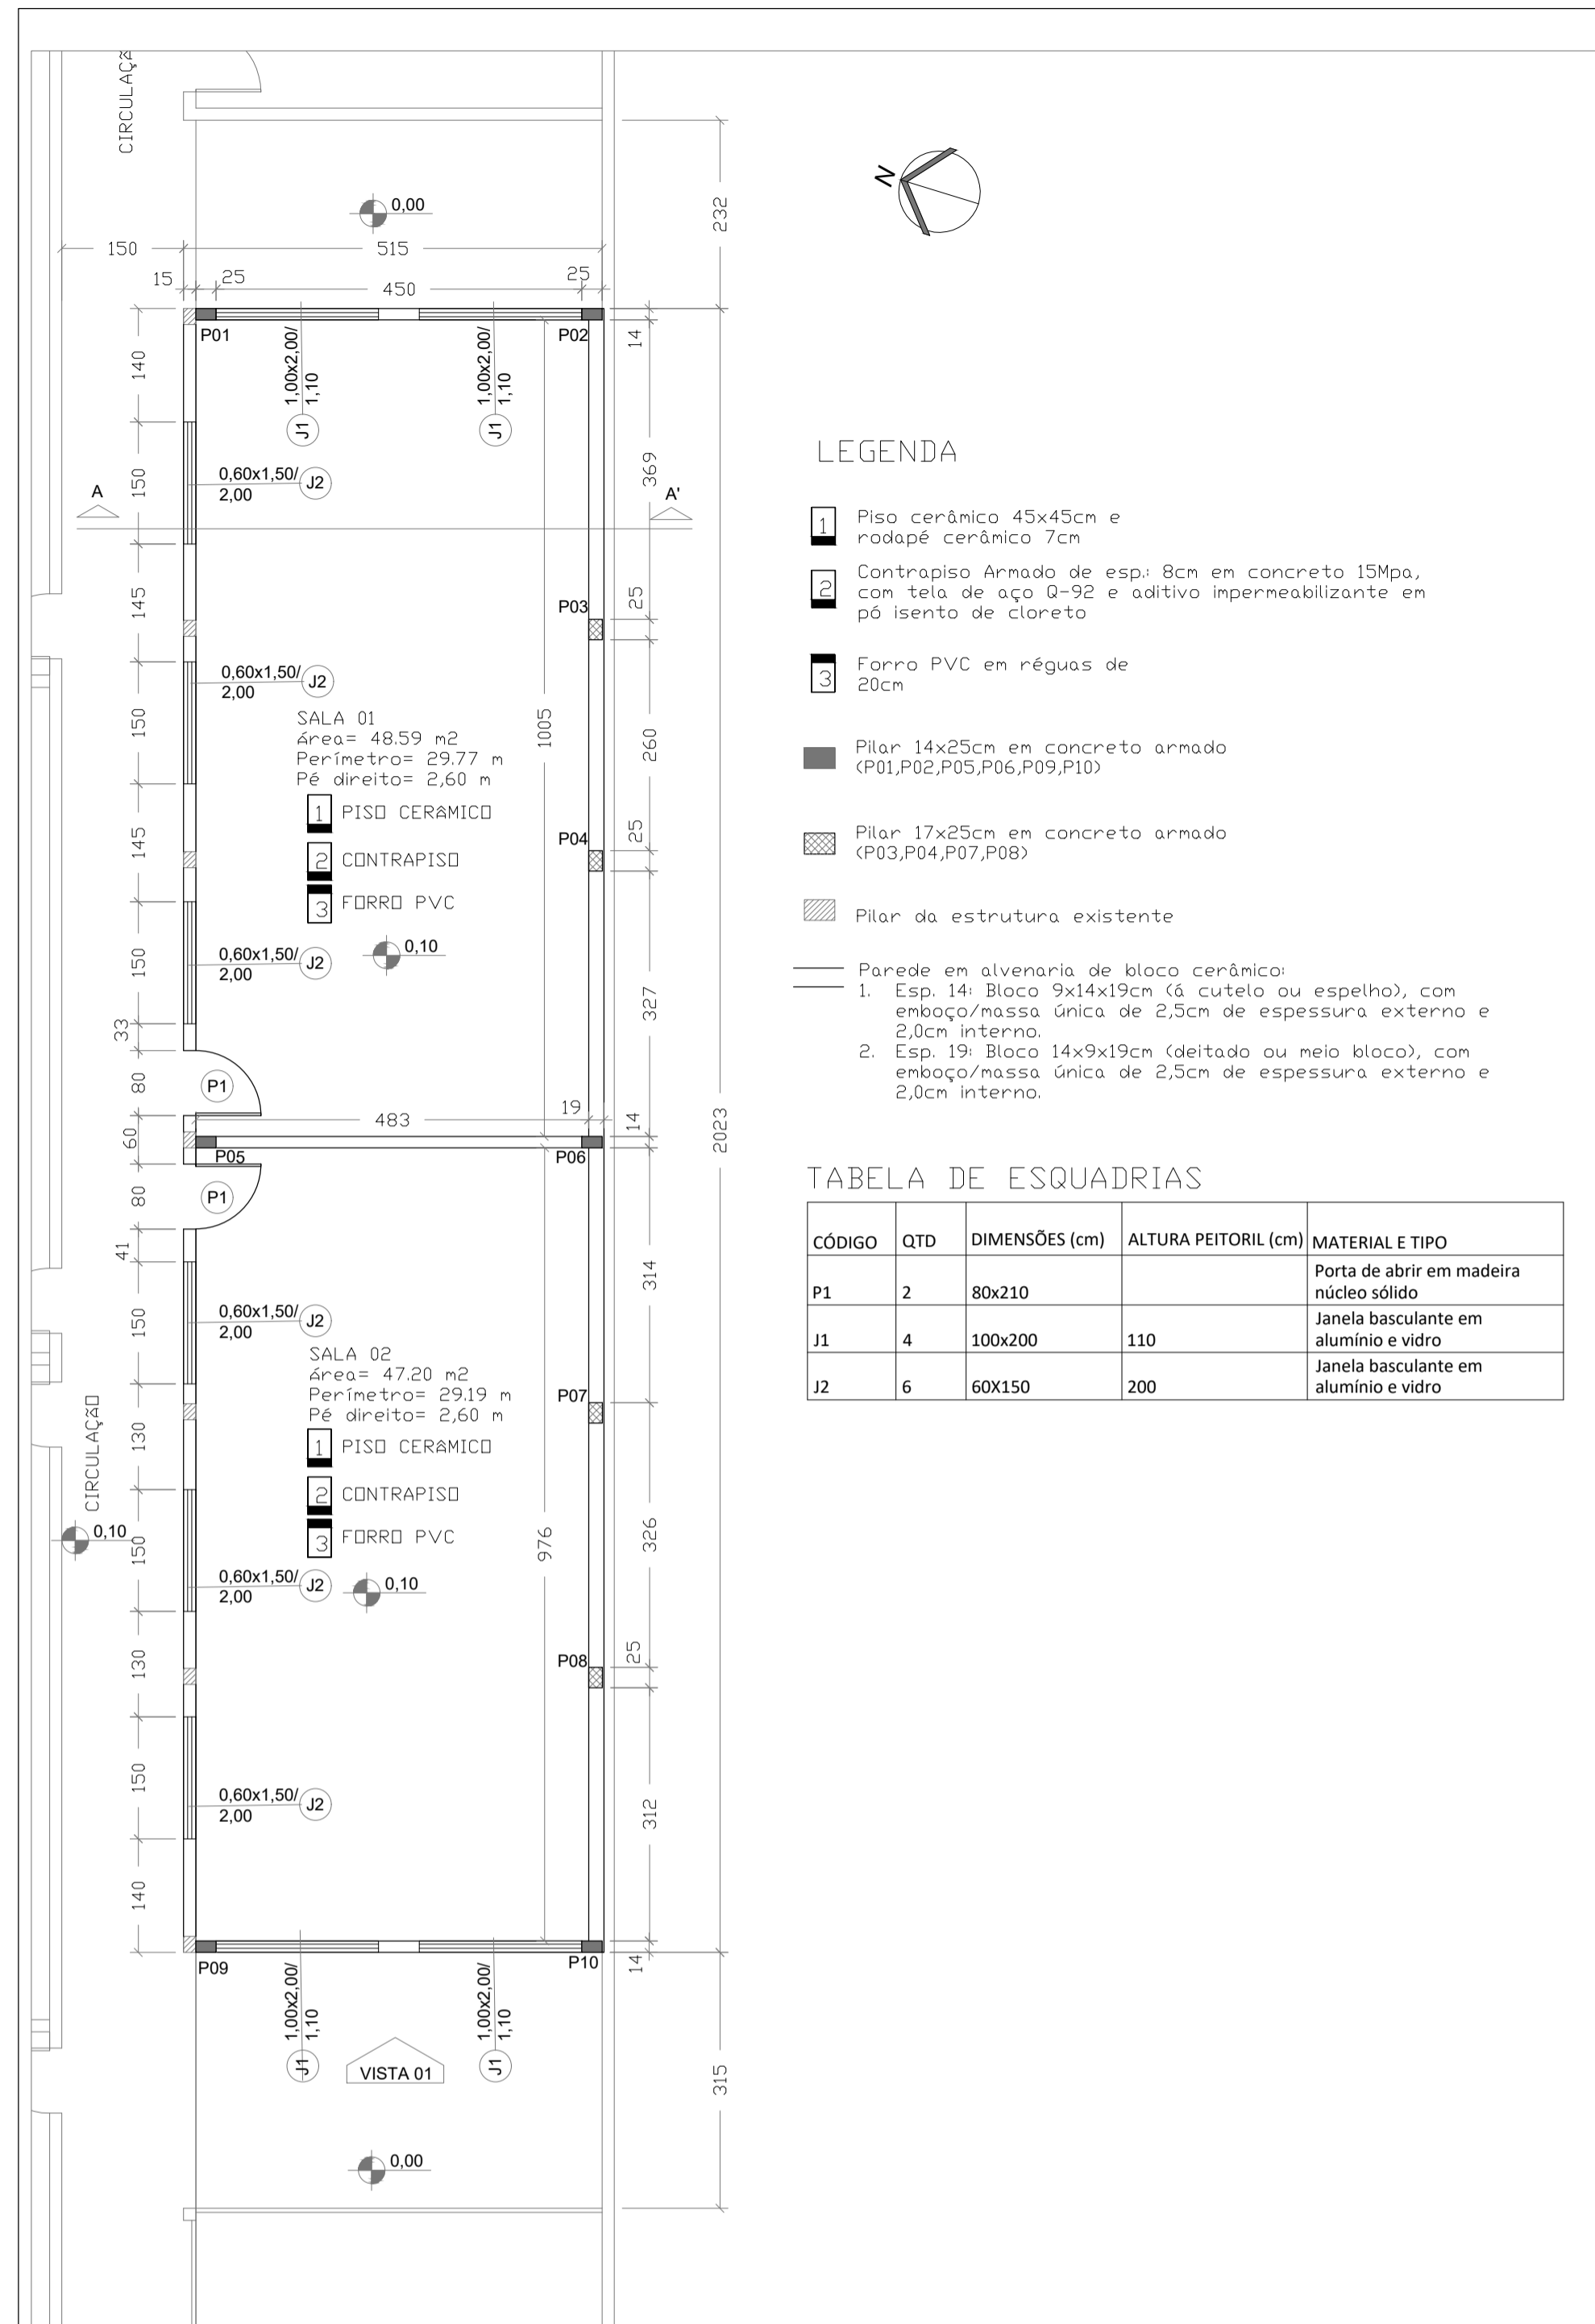 CIRCULAÇÃ
0,00
232
150
515
15
25
450
25
N
P01
P02
14
140
1,00x2,00/
1,10
J1
1,00x2,00/
1,10
J1
369
LEGENDA
150
0,60x1,50/
2,00
J2
A
A'
1 Piso cerâmico 45x45cm e
rodapé cerâmico 7cm
2 Contrapiso Armado de esp.: 8cm em concreto 15Mpa,
com tela de aço Q-92 e aditivo impermeabilizante em
pó isento de cloreto
145
P03
25
3 Forro PVC em réguas de
20cm
0,60x1,50/
2,00
J2
150
SALA 01
área= 48.59 m2
Perímetro= 29.77 m
Pé direito= 2,60 m
1005
260
Pilar 14x25cm em concreto armado
(P01,P02,P05,P06,P09,P10)
1 PISO CERÂMICO
2 CONTRAPISO
3 FORRO PVC
145
P04
25
Pilar 17x25cm em concreto armado
(P03,P04,P07,P08)
Pilar da estrutura existente
150
0,60x1,50/
2,00
J2
0,10
327
Parede em alvenaria de bloco cerâmico:
1. Esp. 14: Bloco 9x14x19cm (á cutelo ou espelho), com
emboço/massa única de 2,5cm de espessura externo e
2,0cm interno.
2. Esp. 19: Bloco 14x9x19cm (deitado ou meio bloco), com
emboço/massa única de 2,5cm de espessura externo e
2,0cm interno.
33
80
P1
483
19
14
2023
60
P05
P06
80
P1
41
TABELA DE ESQUADRIAS
CÓDIGO QTD DIMENSÕES (cm) ALTURA PEITORIL (cm) MATERIAL E TIPO
P1 2 80x210 Porta de abrir em madeira
núcleo sólido
J1 4 100x200 110 Janela basculante em
alumínio e vidro
J2 6 60X150 200 Janela basculante em
alumínio e vidro
314
150
0,60x1,50/
2,00
J2
SALA 02
área= 47.20 m2
Perímetro= 29.19 m
Pé direito= 2,60 m
P07
130
CIRCULAÇÃO
1 PISO CERÂMICO
2 CONTRAPISO
3 FORRO PVC
0,10
150
976
326
0,60x1,50/
2,00
J2
0,10
130
P08
25
150
0,60x1,50/
2,00
J2
312
140
P09
P10
14
1,00x2,00/
1,10
J1
1,00x2,00/
1,10
J1
VISTA 01
315
0,00